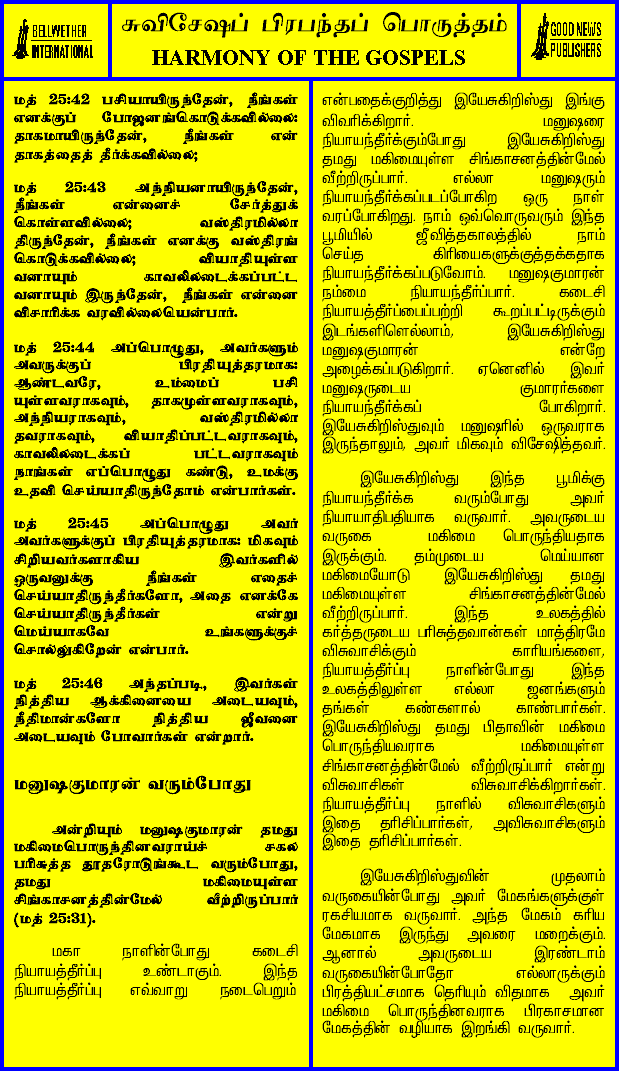 BELLWETHER
INTERNATIONAL
சுவிசேஷப் பிரபந்தப் பொருத்தம்
HARMONY OF THE GOSPELS
GOOD NEWS
PUBLISHERS
மத் 25:42 பசியாயிருந்தேன், நீங்கள்
எனக்குப் போஜனங்கொடுக்கவில்லை:
தாகமாயிருந்தேன், நீங்கள் என்
தாகத்தைத் தீர்க்கவில்லை;
மத் 25:43 அந்நியனாயிருந்தேன்,
நீங்கள் என்னைச் சேர்த்துக்
கொள்ளவில்லை; வஸ்திரமில்லா
திருந்தேன், நீங்கள் எனக்கு வஸ்திரங்
கொடுக்கவில்லை; வியாதியுள்ள
வனாயும் காவலிலடைக்கப்பட்ட
வனாயும் இருந்தேன், நீங்கள் என்னை
விசாரிக்க வரவில்லையென்பார்.
மத் 25:44 அப்பொழுது, அவர்களும்
அவருக்குப் பிரதியுத்தரமாக:
ஆண்டவரே, உம்மைப் பசி
யுள்ளவராகவும், தாகமுள்ளவராகவும்,
அந்நியராகவும், வஸ்திரமில்லா
தவராகவும், வியாதிப்பட்டவராகவும்,
காவலிலடைக்கப் பட்டவராகவும்
நாங்கள் எப்பொழுது கண்டு, உமக்கு
உதவி செய்யாதிருந்தோம் என்பார்கள்.
மத் 25:45 அப்பொழுது அவர்
அவர்களுக்குப் பிரதியுத்தரமாக: மிகவும்
சிறியவர்களாகிய இவர்களில்
ஒருவனுக்கு நீங்கள் எதைச்
செய்யாதிருந்தீர்களோ, அதை எனக்கே
செய்யாதிருந்தீர்கள் என்று
மெய்யாகவே உங்களுக்குச்
சொல்லுகிறேன் என்பார்.
மத் 25:46 அந்தப்படி, இவர்கள்
நித்திய ஆக்கினையை அடையவும்,
நீதிமான்களோ நித்திய ஜீவனை
அடையவும் போவார்கள் என்றார்.
மனுஷகுமாரன் வரும்போது
அன்றியும் மனுஷகுமாரன் தமது
மகிமைபொருந்தினவராய்ச் சகல
பரிசுத்த தூதரோடுங்கூட வரும்போது,
தமது மகிமையுள்ள
சிங்காசனத்தின்மேல் வீற்றிருப்பார்
(மத் 25:31).
மகா நாளின்போது கடைசி
நியாயத்தீர்ப்பு உண்டாகும். இந்த
நியாயத்தீர்ப்பு எவ்வாறு நடைபெறும்
என்பதைக்குறித்து இயேசுகிறிஸ்து இங்கு
விவரிக்கிறார். மனுஷரை
நியாயந்தீர்க்கும்போது இயேசுகிறிஸ்து
தமது மகிமையுள்ள சிங்காசனத்தின்மேல்
வீற்றிருப்பார். எல்லா மனுஷரும்
நியாயந்தீர்க்கப்படப்போகிற ஒரு நாள்
வரப்போகிறது. நாம் ஒவ்வொருவரும் இந்த
பூமியில் ஜீவித்தகாலத்தில் நாம்
செய்த கிரியைகளுக்குத்தக்கதாக
நியாயந்தீர்க்கப்படுவோம். மனுஷகுமாரன்
நம்மை நியாயந்தீர்ப்பார். கடைசி
நியாயத்தீர்ப்பைப்பற்றி கூறப்பட்டிருக்கும்
இடங்களிளெல்லாம், இயேசுகிறிஸ்து
மனுஷகுமாரன் என்றே
அழைக்கப்படுகிறார். ஏனெனில் இவர்
மனுஷருடைய குமாரர்களை
நியாயந்தீர்க்கப் போகிறார்.
இயேசுகிறிஸ்துவும் மனுஷரில் ஒருவராக
இருந்தாலும், அவர் மிகவும் விசேஷித்தவர்.
இயேசுகிறிஸ்து இந்த பூமிக்கு
நியாயந்தீர்க்க வரும்போது அவர்
நியாயாதிபதியாக வருவார். அவருடைய
வருகை மகிமை பொருந்தியதாக
இருக்கும். தம்முடைய மெய்யான
மகிமையோடு இயேசுகிறிஸ்து தமது
மகிமையுள்ள சிங்காசனத்தின்மேல்
வீற்றிருப்பார். இந்த உலகத்தில்
கர்த்தருடைய பரிசுத்தவான்கள் மாத்திரமே
விசுவாசிக்கும் காரியங்களை,
நியாயத்தீர்ப்பு நாளின்போது இந்த
உலகத்திலுள்ள எல்லா ஜனங்களும்
தங்கள் கண்களால் காண்பார்கள்.
இயேசுகிறிஸ்து தமது பிதாவின் மகிமை
பொருந்தியவராக மகிமையுள்ள
சிங்காசனத்தின்மேல் வீற்றிருப்பார் என்று
விசுவாசிகள் விசுவாசிக்கிறார்கள்.
நியாயத்தீர்ப்பு நாளில் விசுவாசிகளும்
இதை தரிசிப்பார்கள், அவிசுவாசிகளும்
இதை தரிசிப்பார்கள்.
இயேசுகிறிஸ்துவின் முதலாம்
வருகையின்போது அவர் மேகங்களுக்குள்
ரகசியமாக வருவார். அந்த மேகம் கரிய
மேகமாக இருந்து அவரை மறைக்கும்.
ஆனால் அவருடைய இரண்டாம்
வருகையின்போதோ எல்லாருக்கும்
பிரத்தியட்சமாக தெரியும் விதமாக அவர்
மகிமை பொருந்தினவராக பிரகாசமான
மேகத்தின் வழியாக இறங்கி வருவார்.